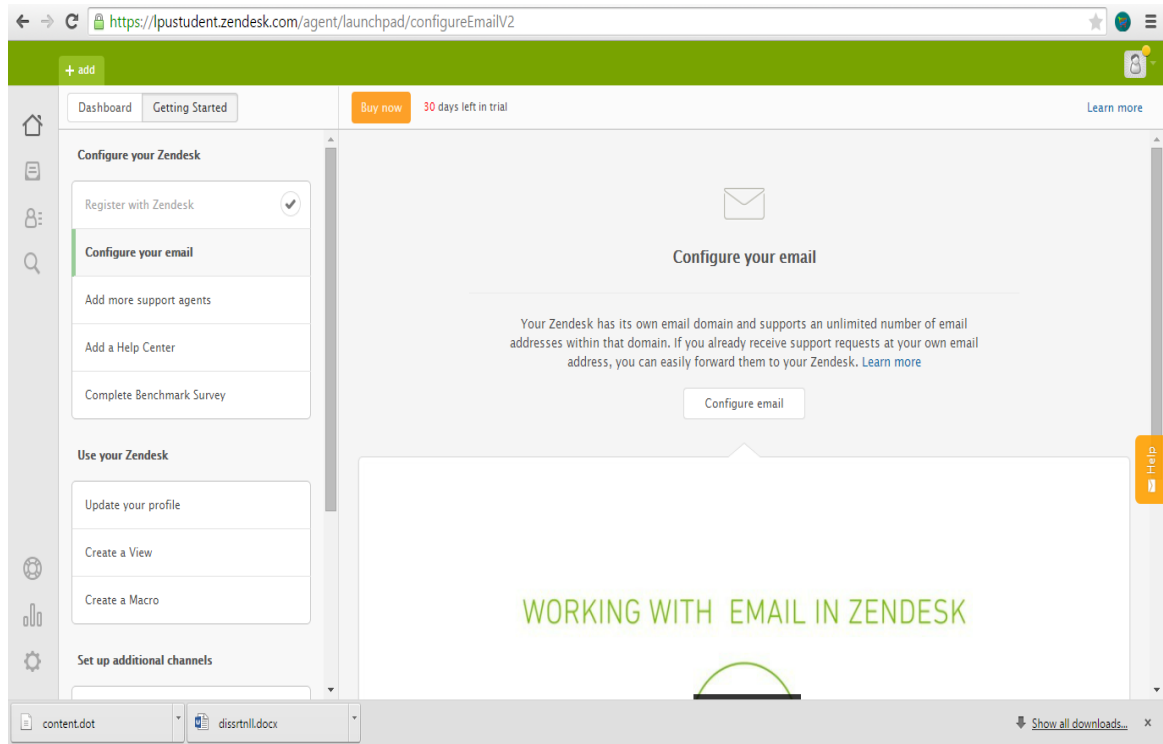 https://lpustudent.zendesk.com/agent/launchpad/configureEmailV2
+ add
Dashboard
Getting Started
Buy now
30 days left in trial
Learn more
Configure your Zendesk
Register with Zendesk
Configure your email
Add more support agents
Add a Help Center
Complete Benchmark Survey
Use your Zendesk
Update your profile
Create a View
Create a Macro
Set up additional channels
Configure your email
Your Zendesk has its own email domain and supports an unlimited number of email
addresses within that domain. If you already receive support requests at your own email
address, you can easily forward them to your Zendesk. Learn more
Configure email
WORKING WITH EMAIL IN ZENDESK
Help
content.dot
dissrtnll.docx
Show all downloads...